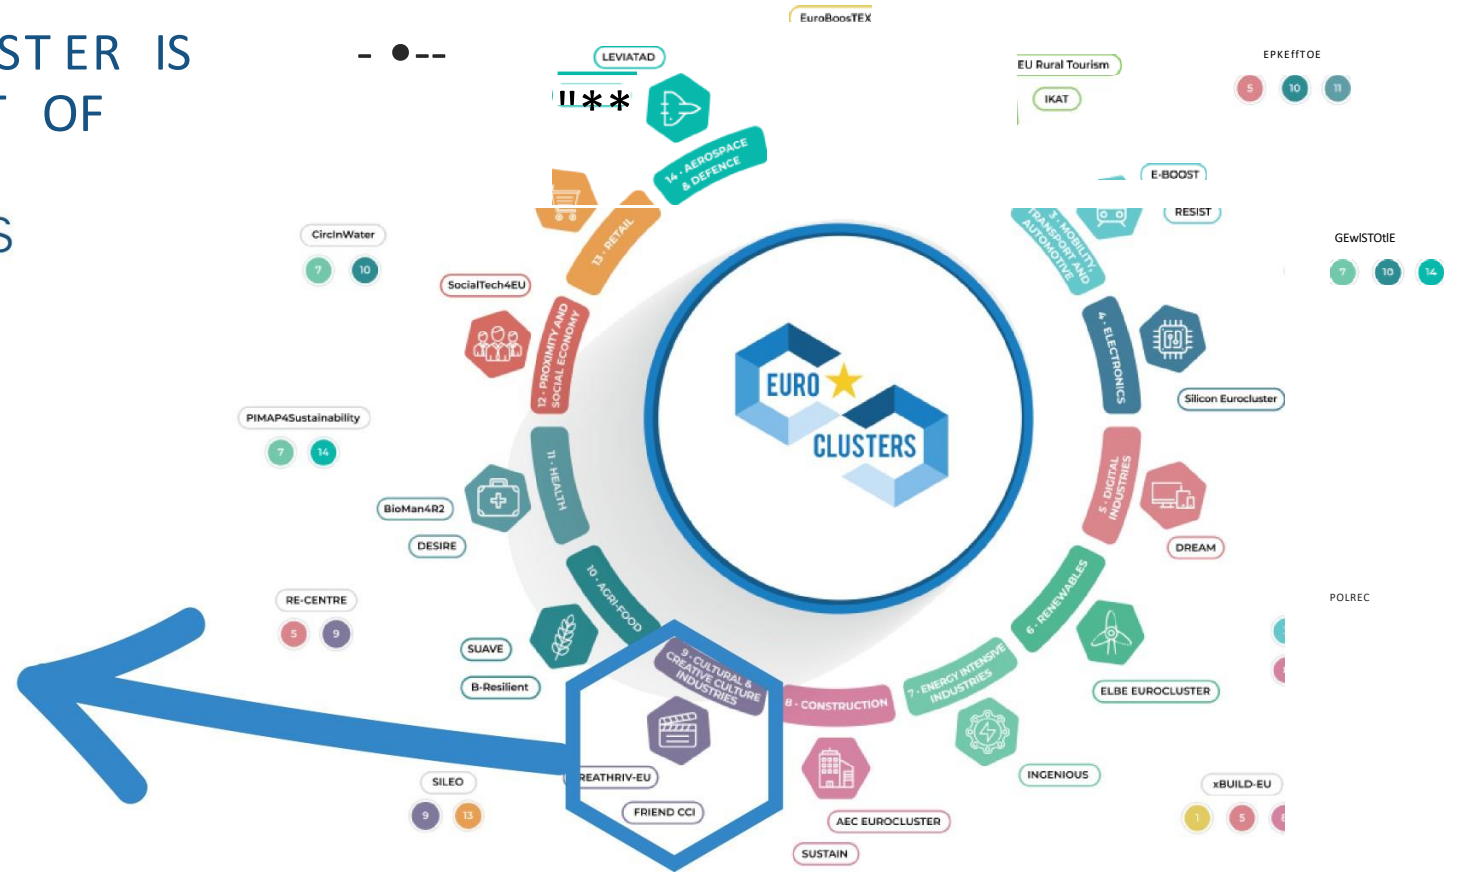 STER IS
OF
S
- •--
EuroBoosTEX
LEVIATAD
"**
EU Rural Tourism
IKAT
EPKEffTOE
5 10 11
14 - AEROSPACE
& DEFENCE
E-BOOST
RESIST
13 - RETAIL
3 - MOBILITY,
TRANSPORT AND
AUTOMOTIVE
CircInWater
7 10
GEwISTOtIE
7 10 14
SocialTech4EU
12 - PROXIMITY AND
SOCIAL ECONOMY
4 - ELECTRONICS
EURO
CLUSTERS
Silicon Eurocluster
PIMAP4Sustainability
7 14
11 - HEALTH
5 - DIGITAL
INDUSTRIES
BioMan4R2
DESIRE
DREAM
10 - AGRI-FOOD
6 - RENEWABLES
RE-CENTRE
5 9
POLREC
SUAVE
B-Resilient
9 - CULTURAL &
CREATIVE CULTURE
INDUSTRIES
8 - CONSTRUCTION
7 - ENERGY INTENSIVE
INDUSTRIES
ELBE EUROCLUSTER
SILEO
9 13
REATHRIV-EU
FRIEND CCI
INGENIOUS
xBUILD-EU
1 5
AEC EUROCLUSTER
SUSTAIN